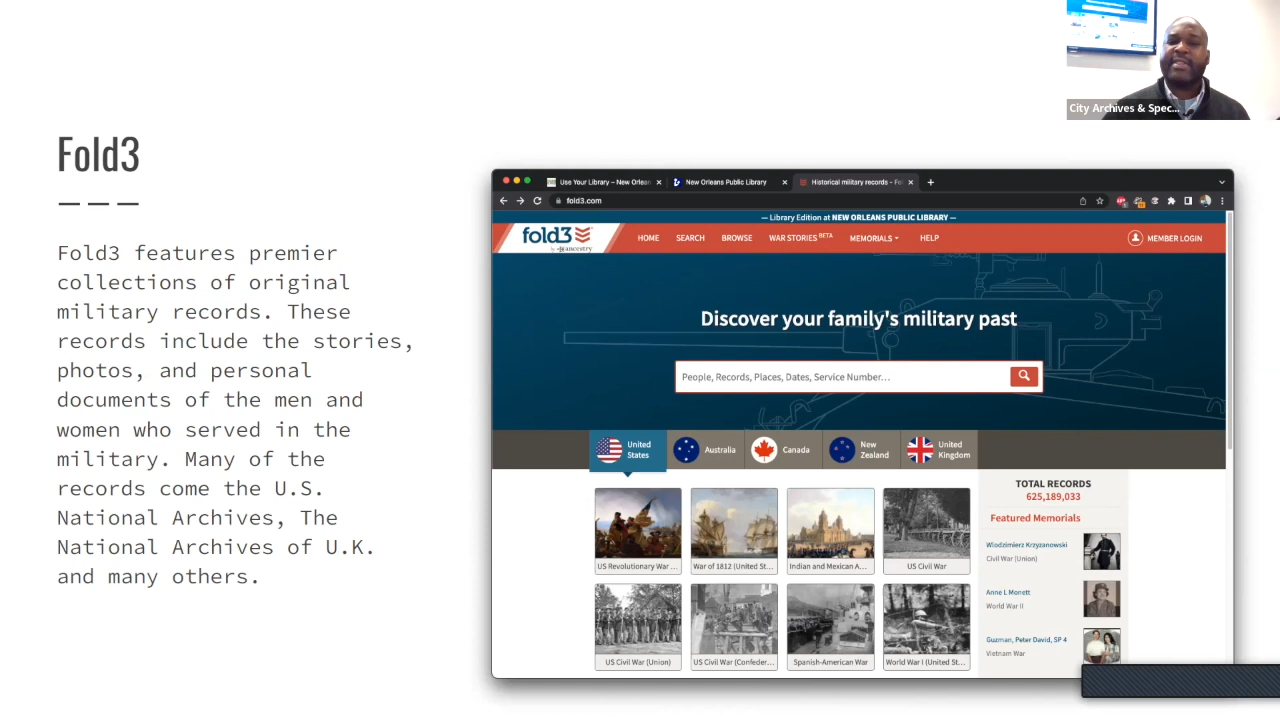 City Archives & Spec...
Fold3
Fold3 features premier
collections of original
military records. These
records include the stories,
photos, and personal
documents of the men and
women who served in the
military. Many of the
records come the U.S.
National Archives, The
National Archives of U.K.
and many others.
Use Your Library – New Orlean
New Orleans Public Library
Historical military records – Fo
fold3.com
— Library Edition at NEW ORLEANS PUBLIC LIBRARY —
fold3
by ancestry
HOME SEARCH BROWSE WAR STORIES BETA MEMORIALS HELP MEMBER LOGIN
Discover your family's military past
People, Records, Places, Dates, Service Number...
United States
Australia
Canada
New Zealand
United Kingdom
US Revolutionary War ...
War of 1812 (United St...
Indian and Mexican A...
US Civil War
US Civil War (Union)
US Civil War (Confeder...
Spanish-American War
World War I (United St...
TOTAL RECORDS
625,189,033
Featured Memorials
Wlodzimierz Krzyzanowski
Civil War (Union)
Anne L Monett
World War II
Guzman, Peter David, SP 4
Vietnam War